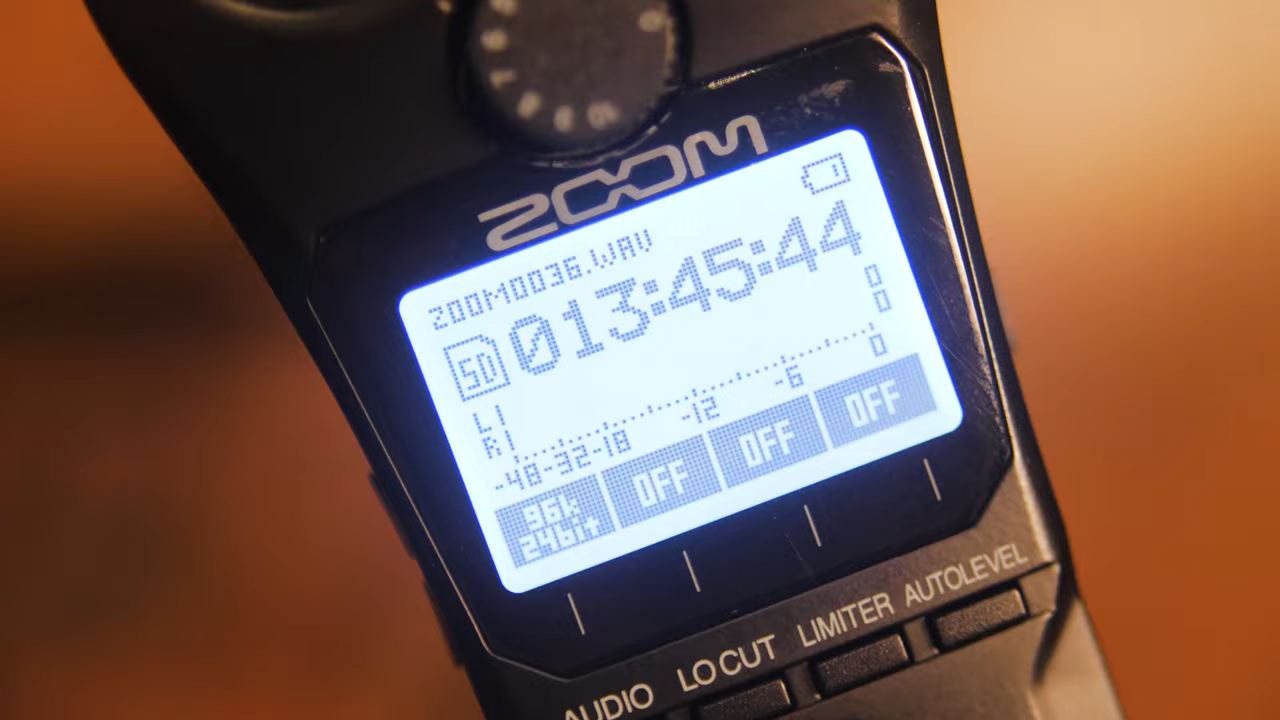 ZOOM
ZOOM0036.WAV
SD 013:45:44
L
R
-48 -32 -18 -12 -6 0
96k 24bit OFF OFF OFF
AUDIO LO CUT LIMITER AUTOLEVEL